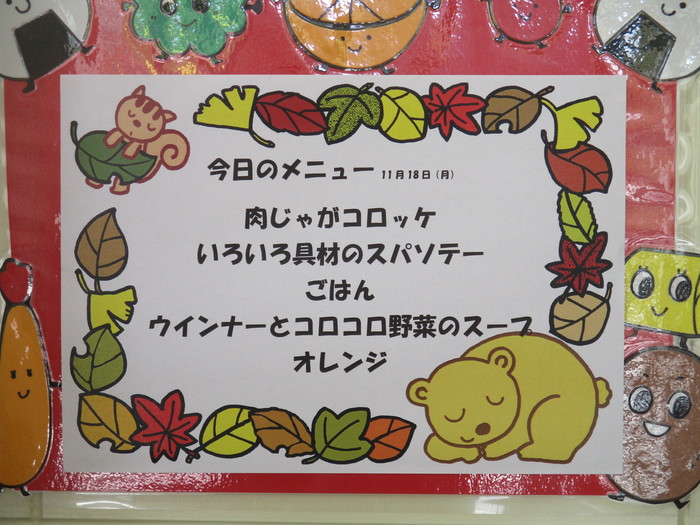 今日のメニュー 11月18日(月)
肉じゃがコロッケ
いろいろ具材のスパソテー
ごはん
ウインナーとコロコロ野菜のスープ
オレンジ